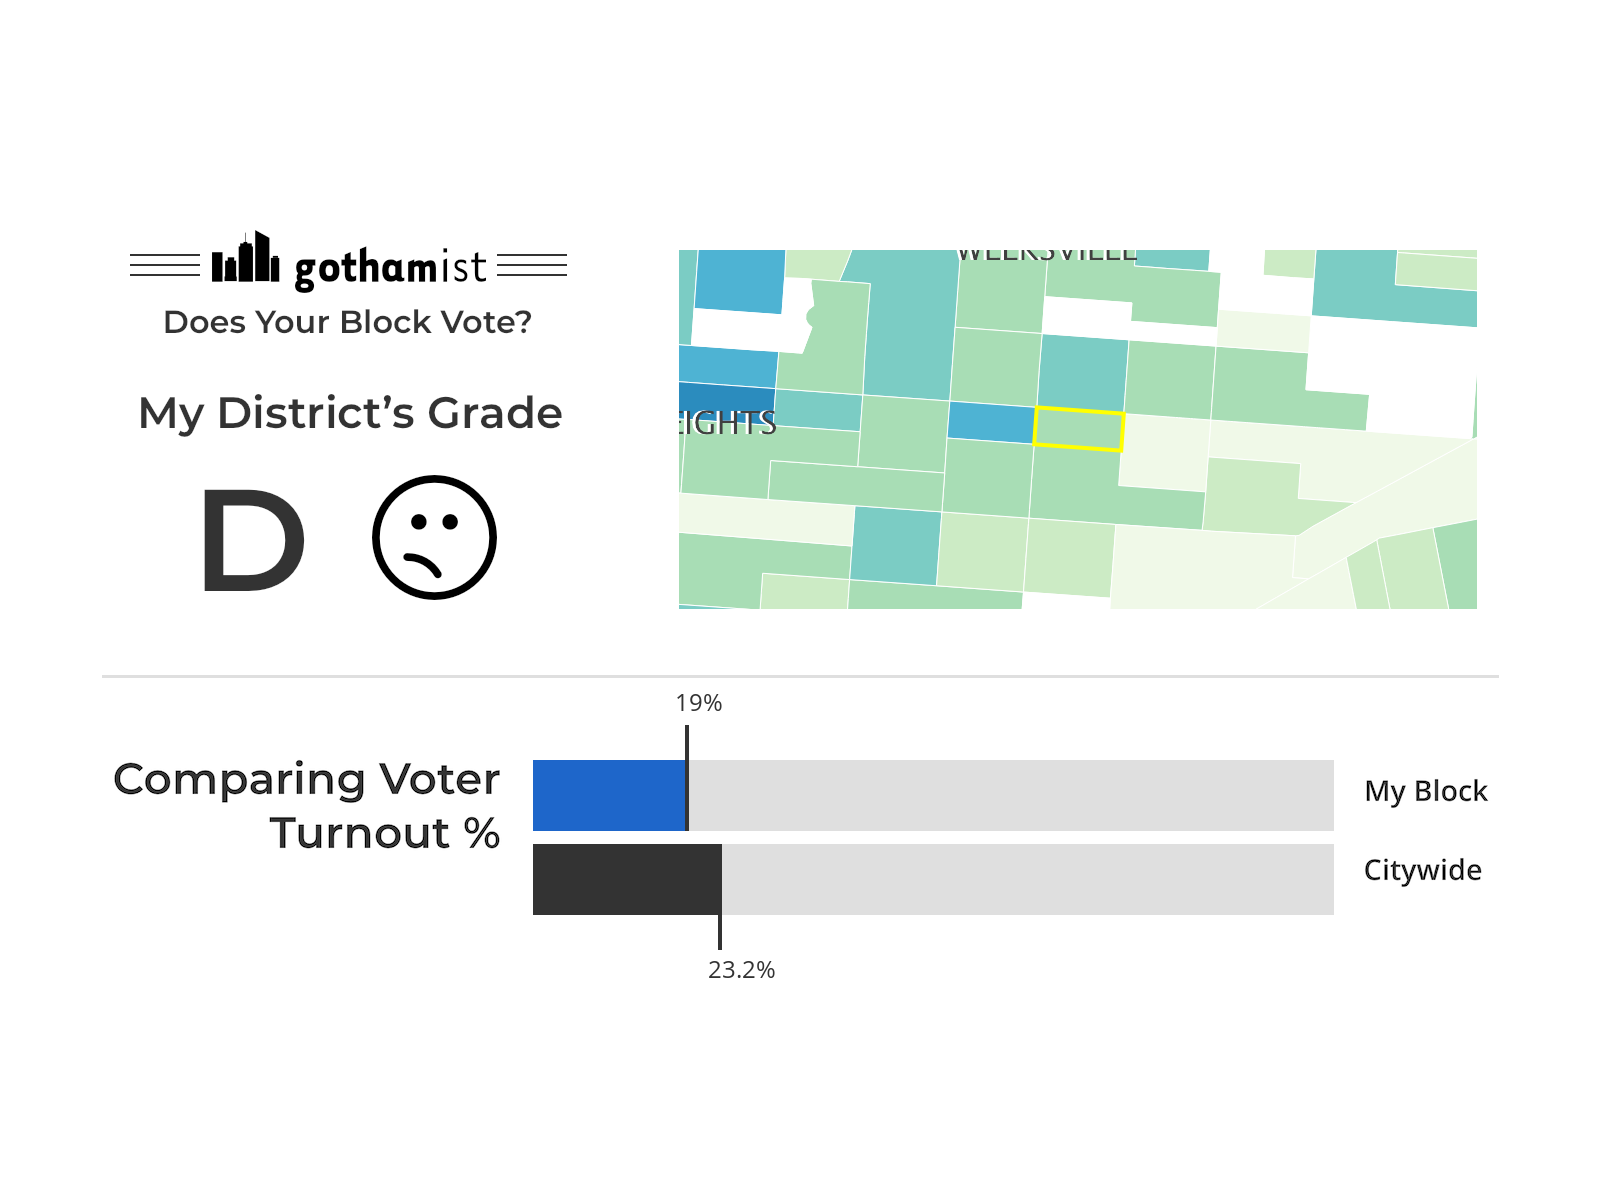 gothamist
Does Your Block Vote?
My District’s Grade
D
WEEKSVILLE
EIGHTS
19%
Comparing Voter
Turnout %
My Block
Citywide
23.2%